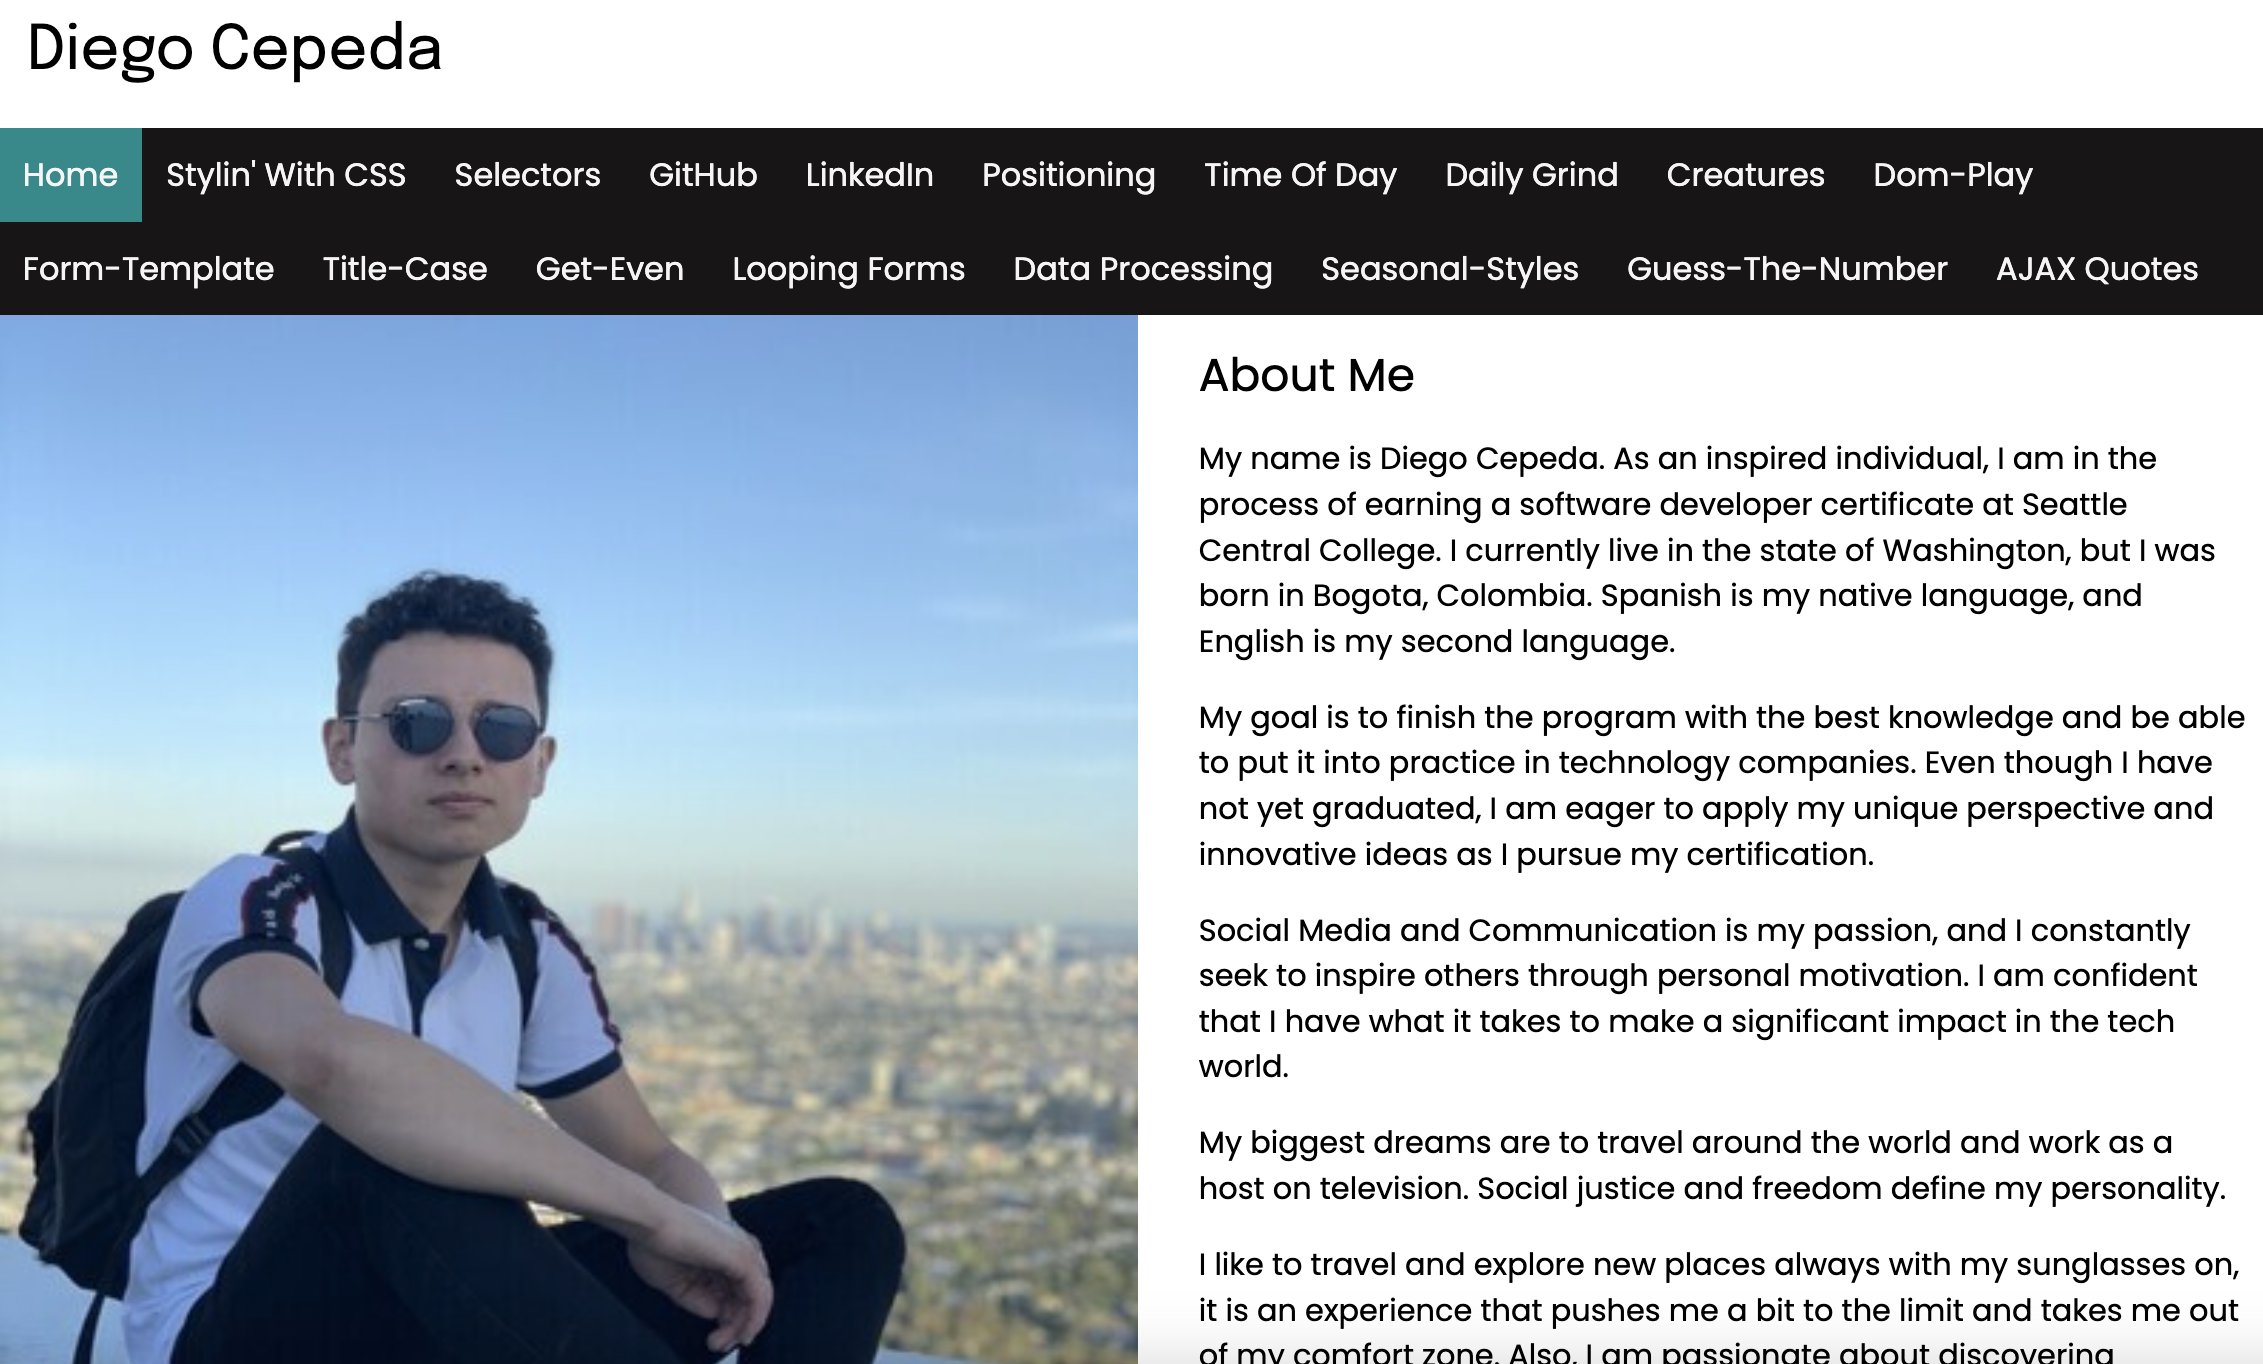 Diego Cepeda
Home Stylin' With CSS Selectors GitHub LinkedIn Positioning Time Of Day Daily Grind Creatures Dom-Play
Form-Template Title-Case Get-Even Looping Forms Data Processing Seasonal-Styles Guess-The-Number AJAX Quotes
About Me
My name is Diego Cepeda. As an inspired individual, I am in the
process of earning a software developer certificate at Seattle
Central College. I currently live in the state of Washington, but I was
born in Bogota, Colombia. Spanish is my native language, and
English is my second language.
My goal is to finish the program with the best knowledge and be able
to put it into practice in technology companies. Even though I have
not yet graduated, I am eager to apply my unique perspective and
innovative ideas as I pursue my certification.
Social Media and Communication is my passion, and I constantly
seek to inspire others through personal motivation. I am confident
that I have what it takes to make a significant impact in the tech
world.
My biggest dreams are to travel around the world and work as a
host on television. Social justice and freedom define my personality.
I like to travel and explore new places always with my sunglasses on,
it is an experience that pushes me a bit to the limit and takes me out
of my comfort zone. Also, I am passionate about discovering